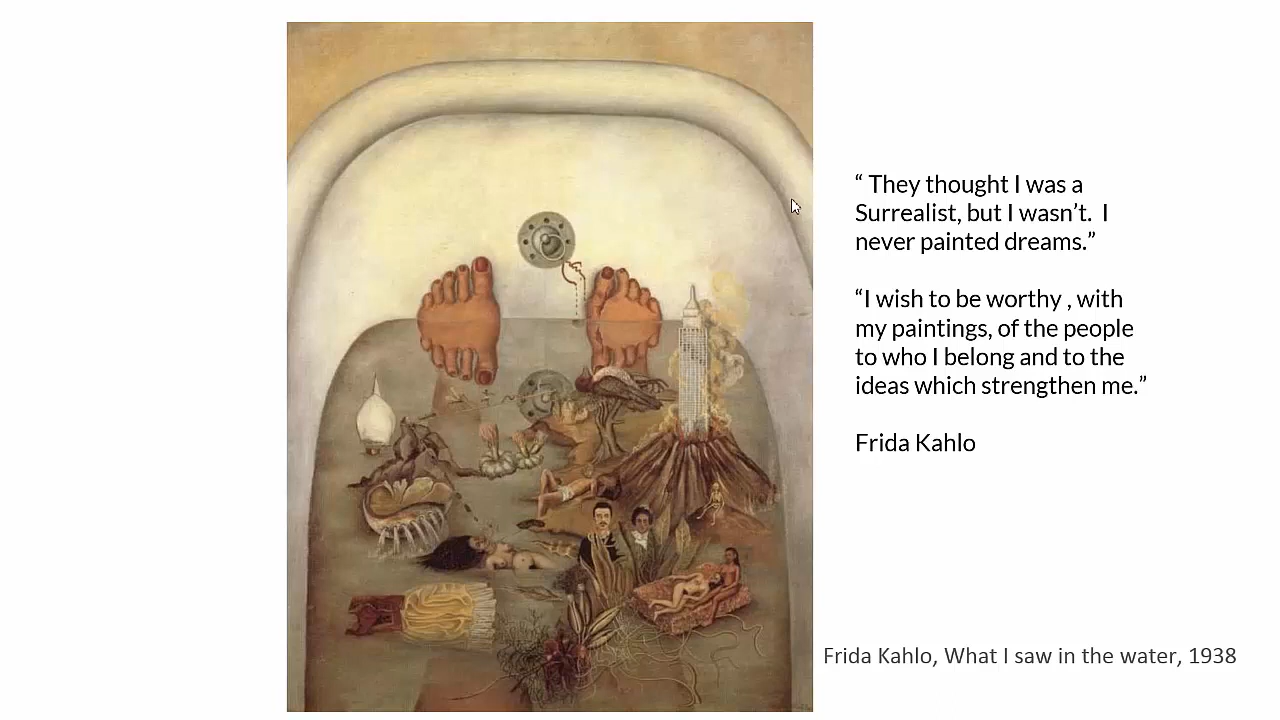 “ They thought I was a
Surrealist, but I wasn’t.  I
never painted dreams.”
“I wish to be worthy , with
my paintings, of the people
to who I belong and to the
ideas which strengthen me.”
Frida Kahlo
Frida Kahlo, What I saw in the water, 1938